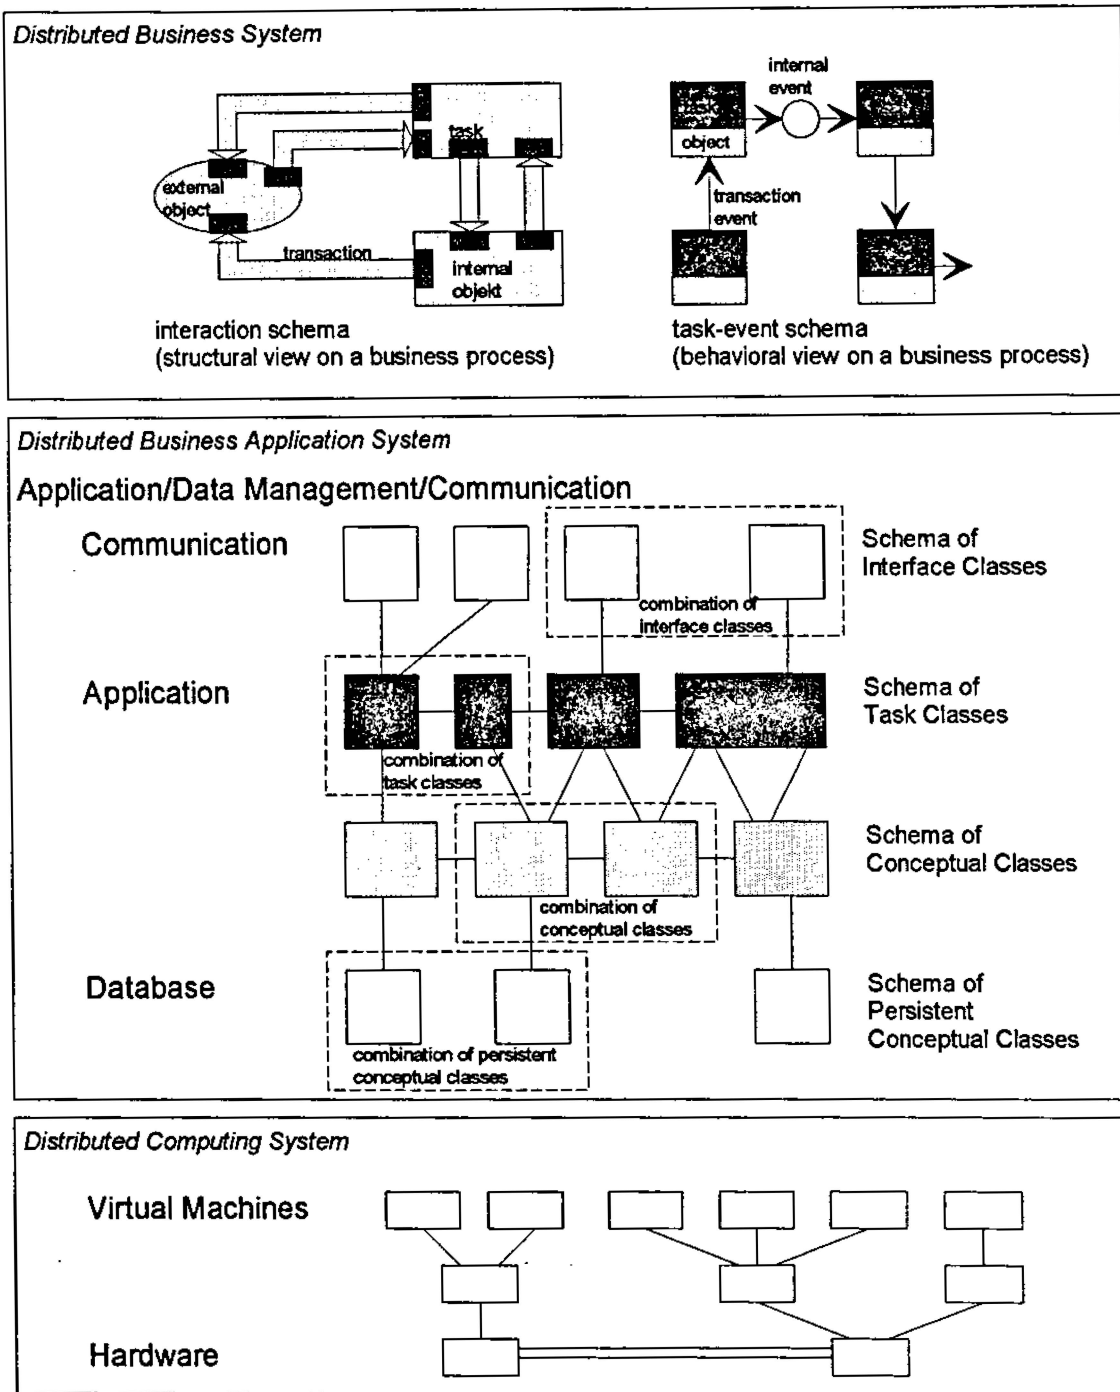 Distributed Business System
internal
event
task
task
object
external
object
transaction
event
transaction
internal
objekt
interaction schema
(structural view on a business process)
task-event schema
(behavioral view on a business process)
Distributed Business Application System
Application/Data Management/Communication
Communication
Schema of
Interface Classes
combination of
interface classes
Application
Schema of
Task Classes
combination of
task classes
Schema of
Conceptual Classes
combination of
conceptual classes
Database
Schema of
Persistent
Conceptual Classes
combination of persistent
conceptual classes
Distributed Computing System
Virtual Machines
Hardware